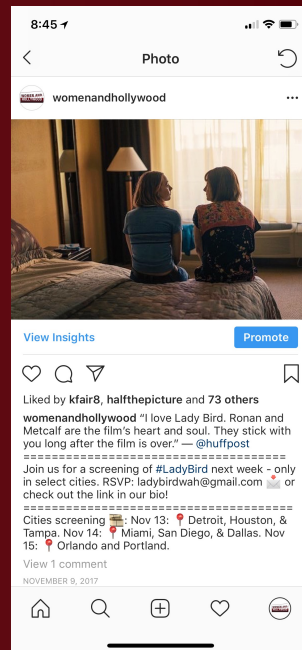 8:45
Photo
WOMEN AND
HOLLYWOOD
womenandhollywood
View Insights
Promote
Liked by kfair8, halfthepicture and 73 others
womenandhollywood “I love Lady Bird. Ronan and
Metcalf are the film’s heart and soul. They stick with
you long after the film is over.” — @huffpost
=====================================
Join us for a screening of #LadyBird next week - only
in select cities. RSVP: ladybirdwah@gmail.com 📩 or
check out the link in our bio!
======================================
Cities screening 📽: Nov 13: 📍Detroit, Houston, &
Tampa. Nov 14: 📍Miami, San Diego, & Dallas. Nov
15: 📍Orlando and Portland.
View 1 comment
NOVEMBER 9, 2017